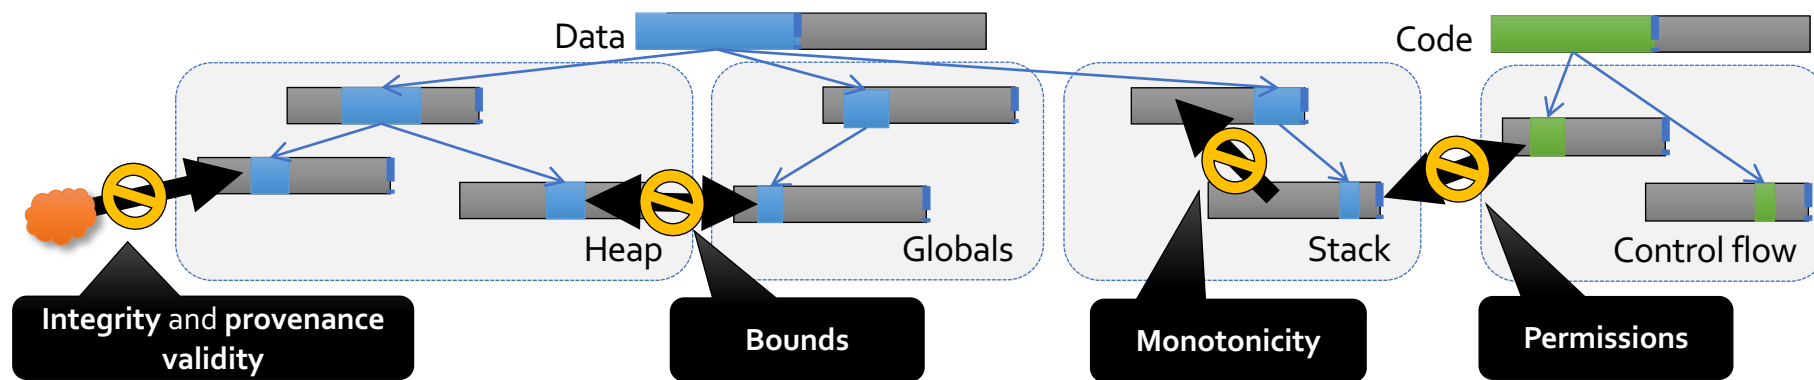 Data
Code
Heap
Globals
Stack
Control flow
Integrity and provenance
validity
Bounds
Monotonicity
Permissions